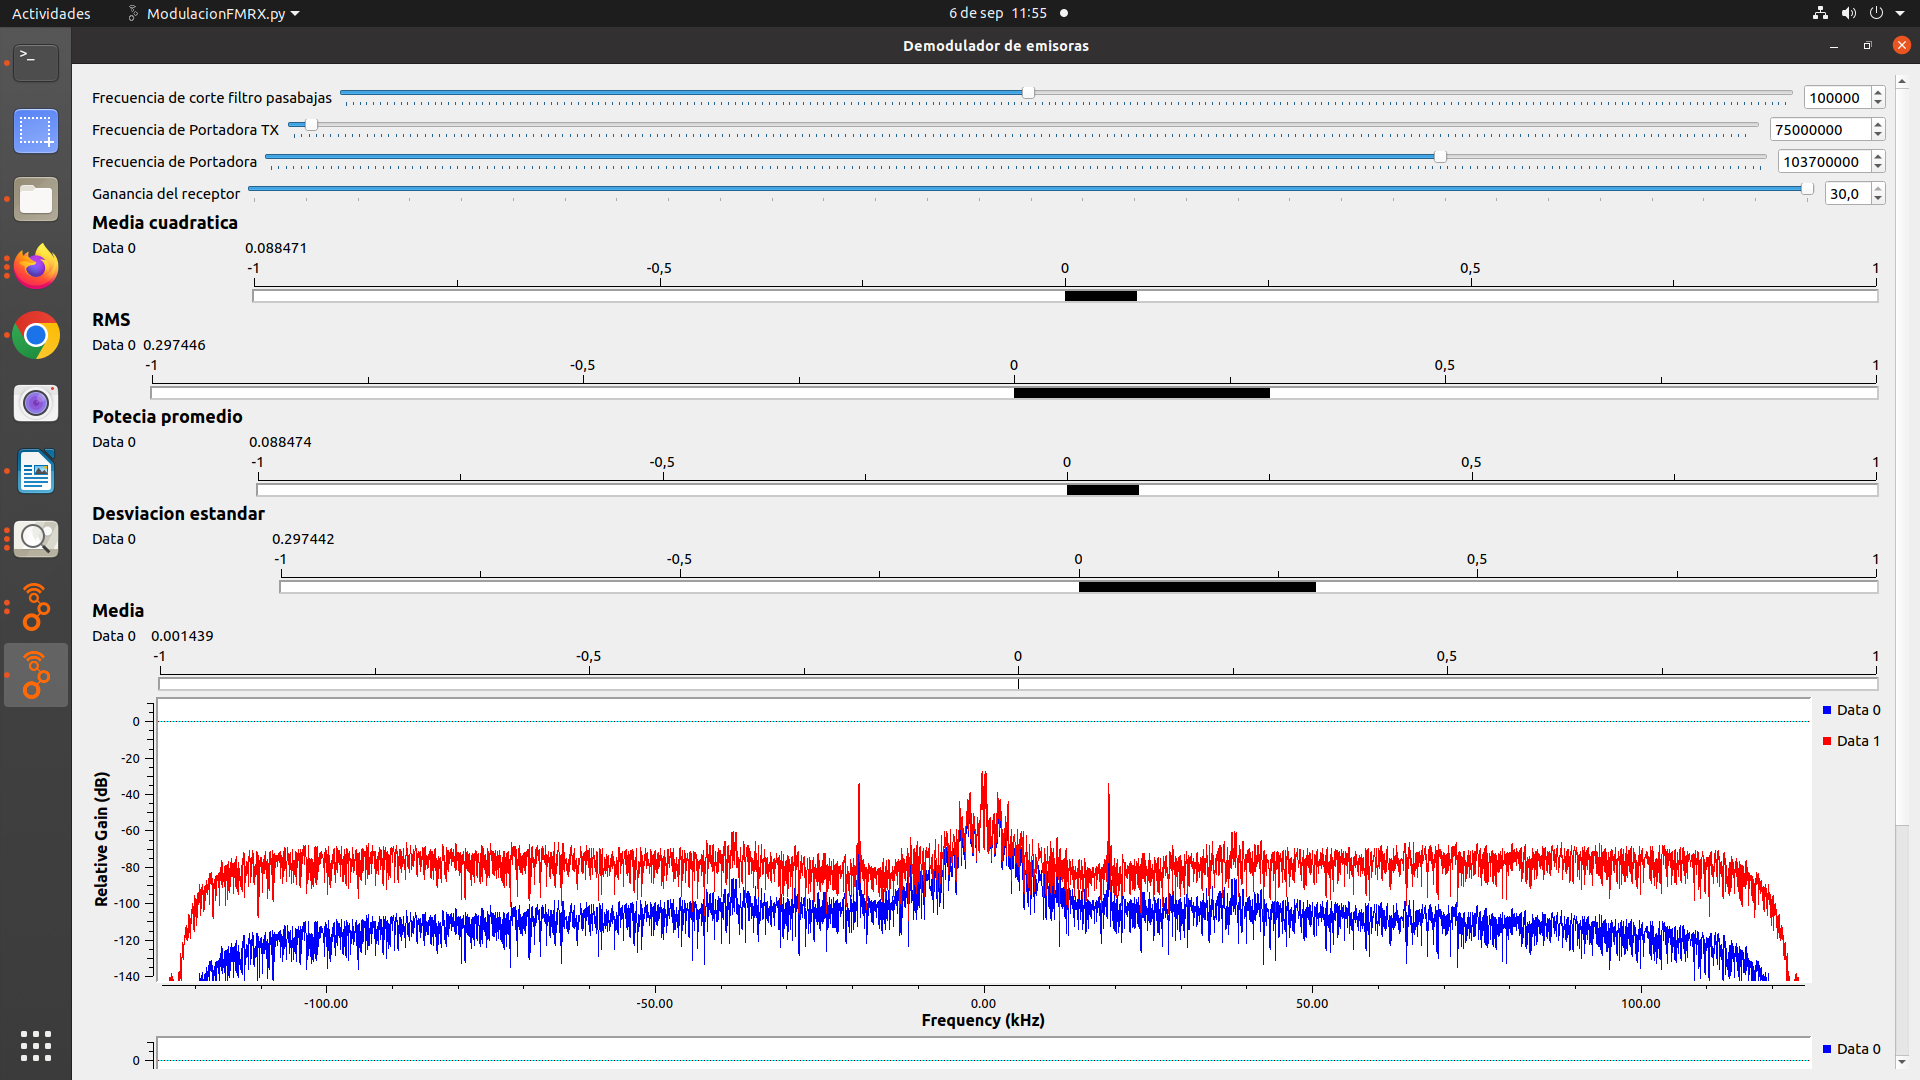 Actividades ModulacionFMRX.py 6 de sep 11:55
Demodulador de emisoras
Frecuencia de corte filtro pasabajas 100000
Frecuencia de Portadora TX 75000000
Frecuencia de Portadora 103700000
Ganancia del receptor 30,0
Media cuadratica
Data 0 0.088471
-1 -0,5 0 0,5 1
RMS
Data 0 0.297446
-1 -0,5 0 0,5 1
Potecia promedio
Data 0 0.088474
-1 -0,5 0 0,5 1
Desviacion estandar
Data 0 0.297442
-1 -0,5 0 0,5 1
Media
Data 0 0.001439
-1 -0,5 0 0,5 1
Data 0
Data 1
Relative Gain (dB)
0
-20
-40
-60
-80
-100
-120
-140
-100.00 -50.00 0.00 50.00 100.00
Frequency (kHz)
0
Data 0